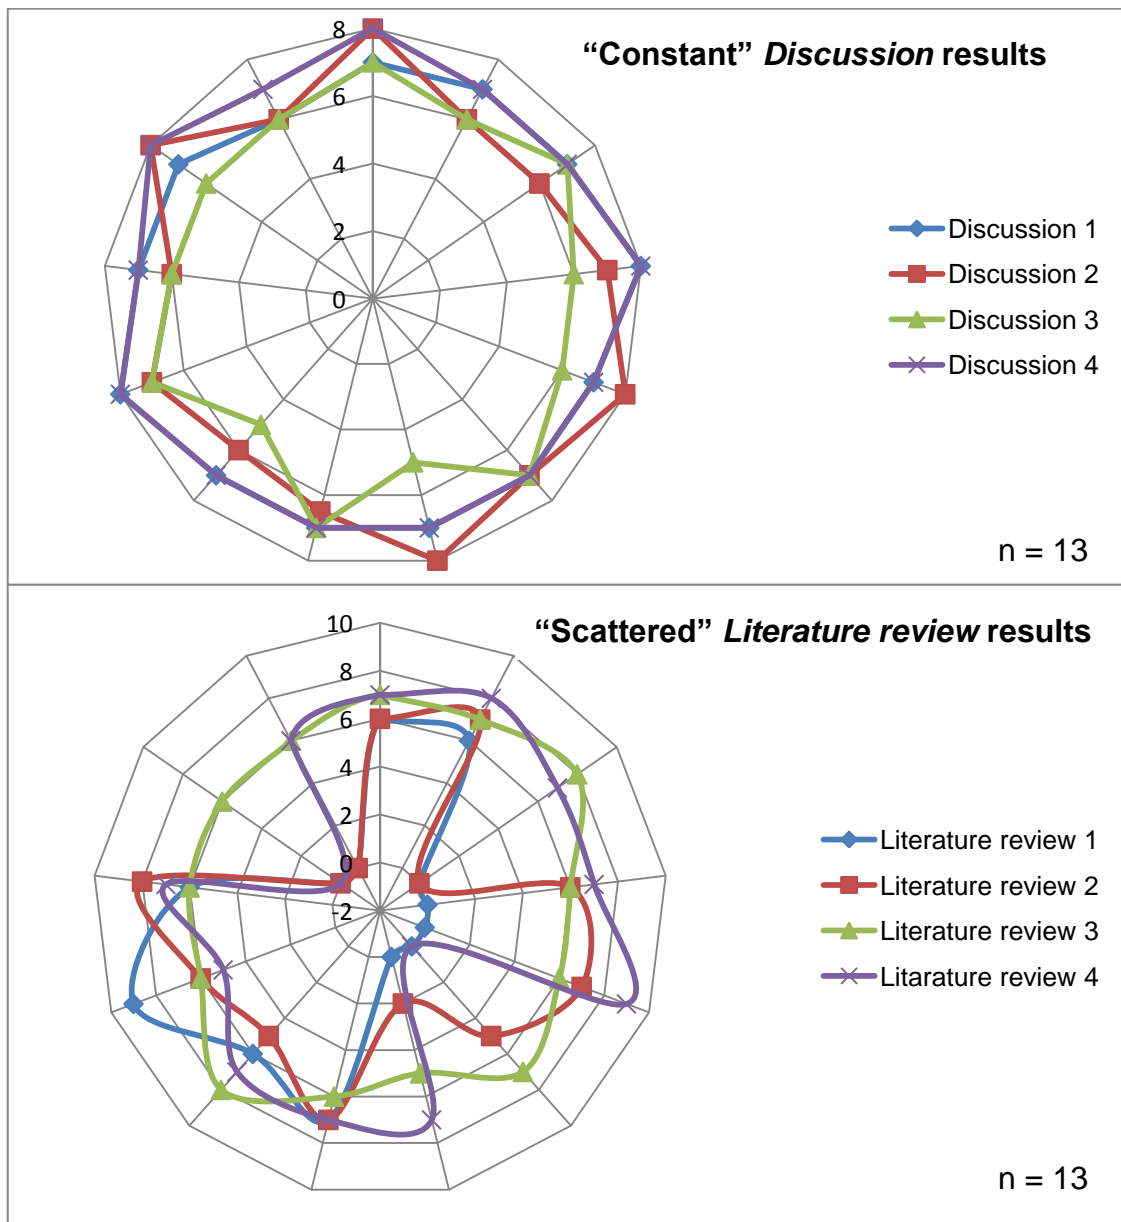 “Constant” Discussion results
8
6
4
2
0
Discussion 1
Discussion 2
Discussion 3
Discussion 4
n = 13
“Scattered” Literature review results
10
8
6
4
2
0
-2
Literature review 1
Literature review 2
Literature review 3
Litarature review 4
n = 13